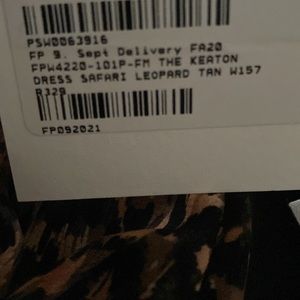 PSW0063916
FP 9. Sept Delivery FA20
FPW4220-101P-FM THE KEATON
DRESS SAFARI LEOPARD TAN W157
R329
FP092021